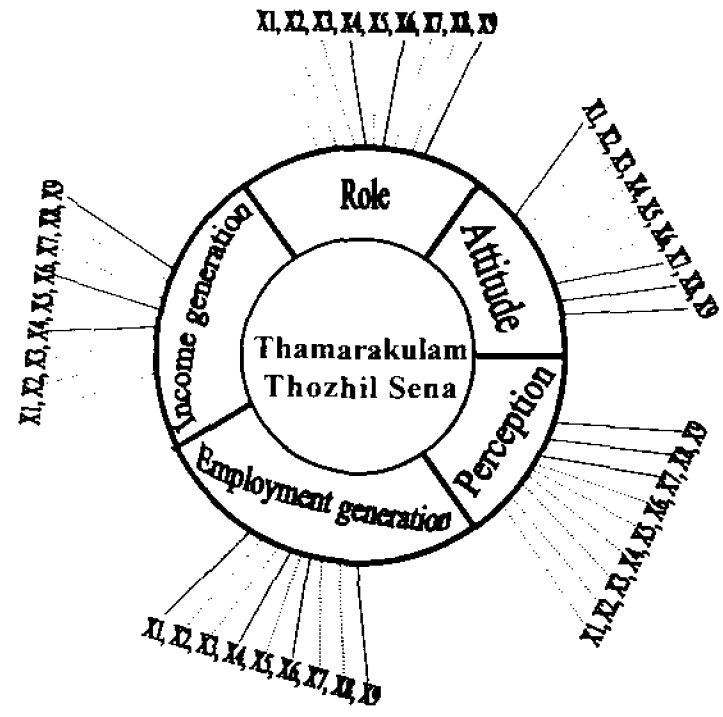 X1, X2, X3, X4, X5, X6, X7, X8, X9
Role
X1, X2, X3, X4, X5, X6, X7, X8, X9
Attitude
X1, X2, X3, X4, X5, X6, X7, X8, X9
Income generation
Thamarakulam
Thozhil Sena
Perception
X1, X2, X3, X4, X5, X6, X7, X8, X9
Employment generation
X1, X2, X3, X4, X5, X6, X7, X8, X9